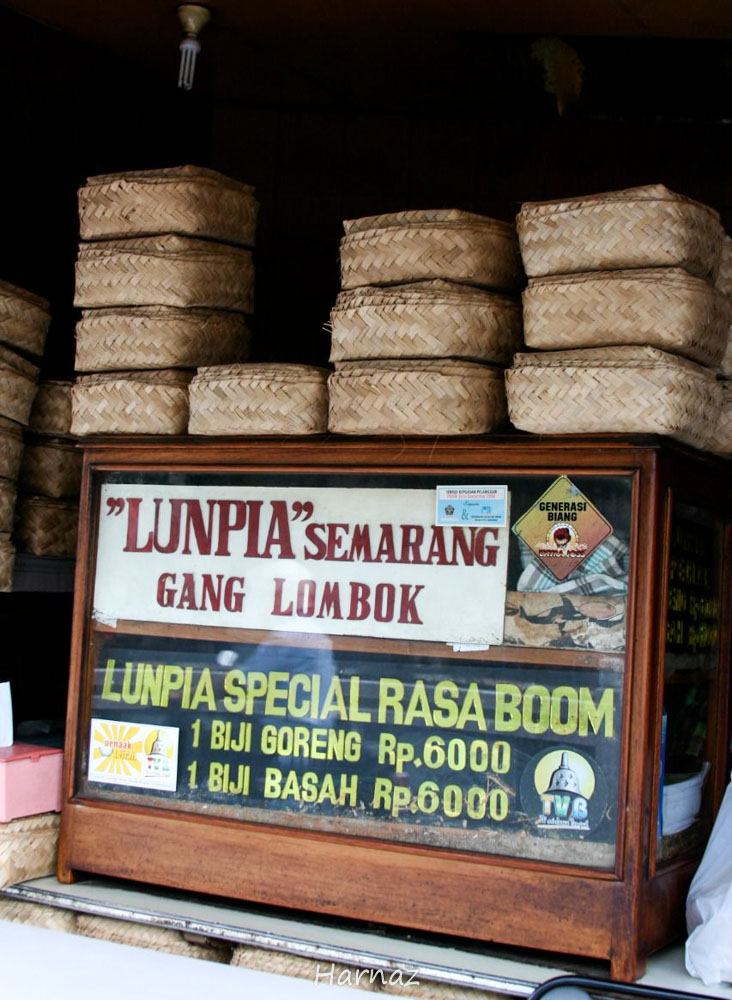 ”LUNPIA” SEMARANG
GANG LOMBOK
GENERASI
BIANG
LUNPIA SPECIAL RASA BOOM
1 BIJI GORENG Rp.6000
1 BIJI BASAH Rp.6000
TVB
Harnaz